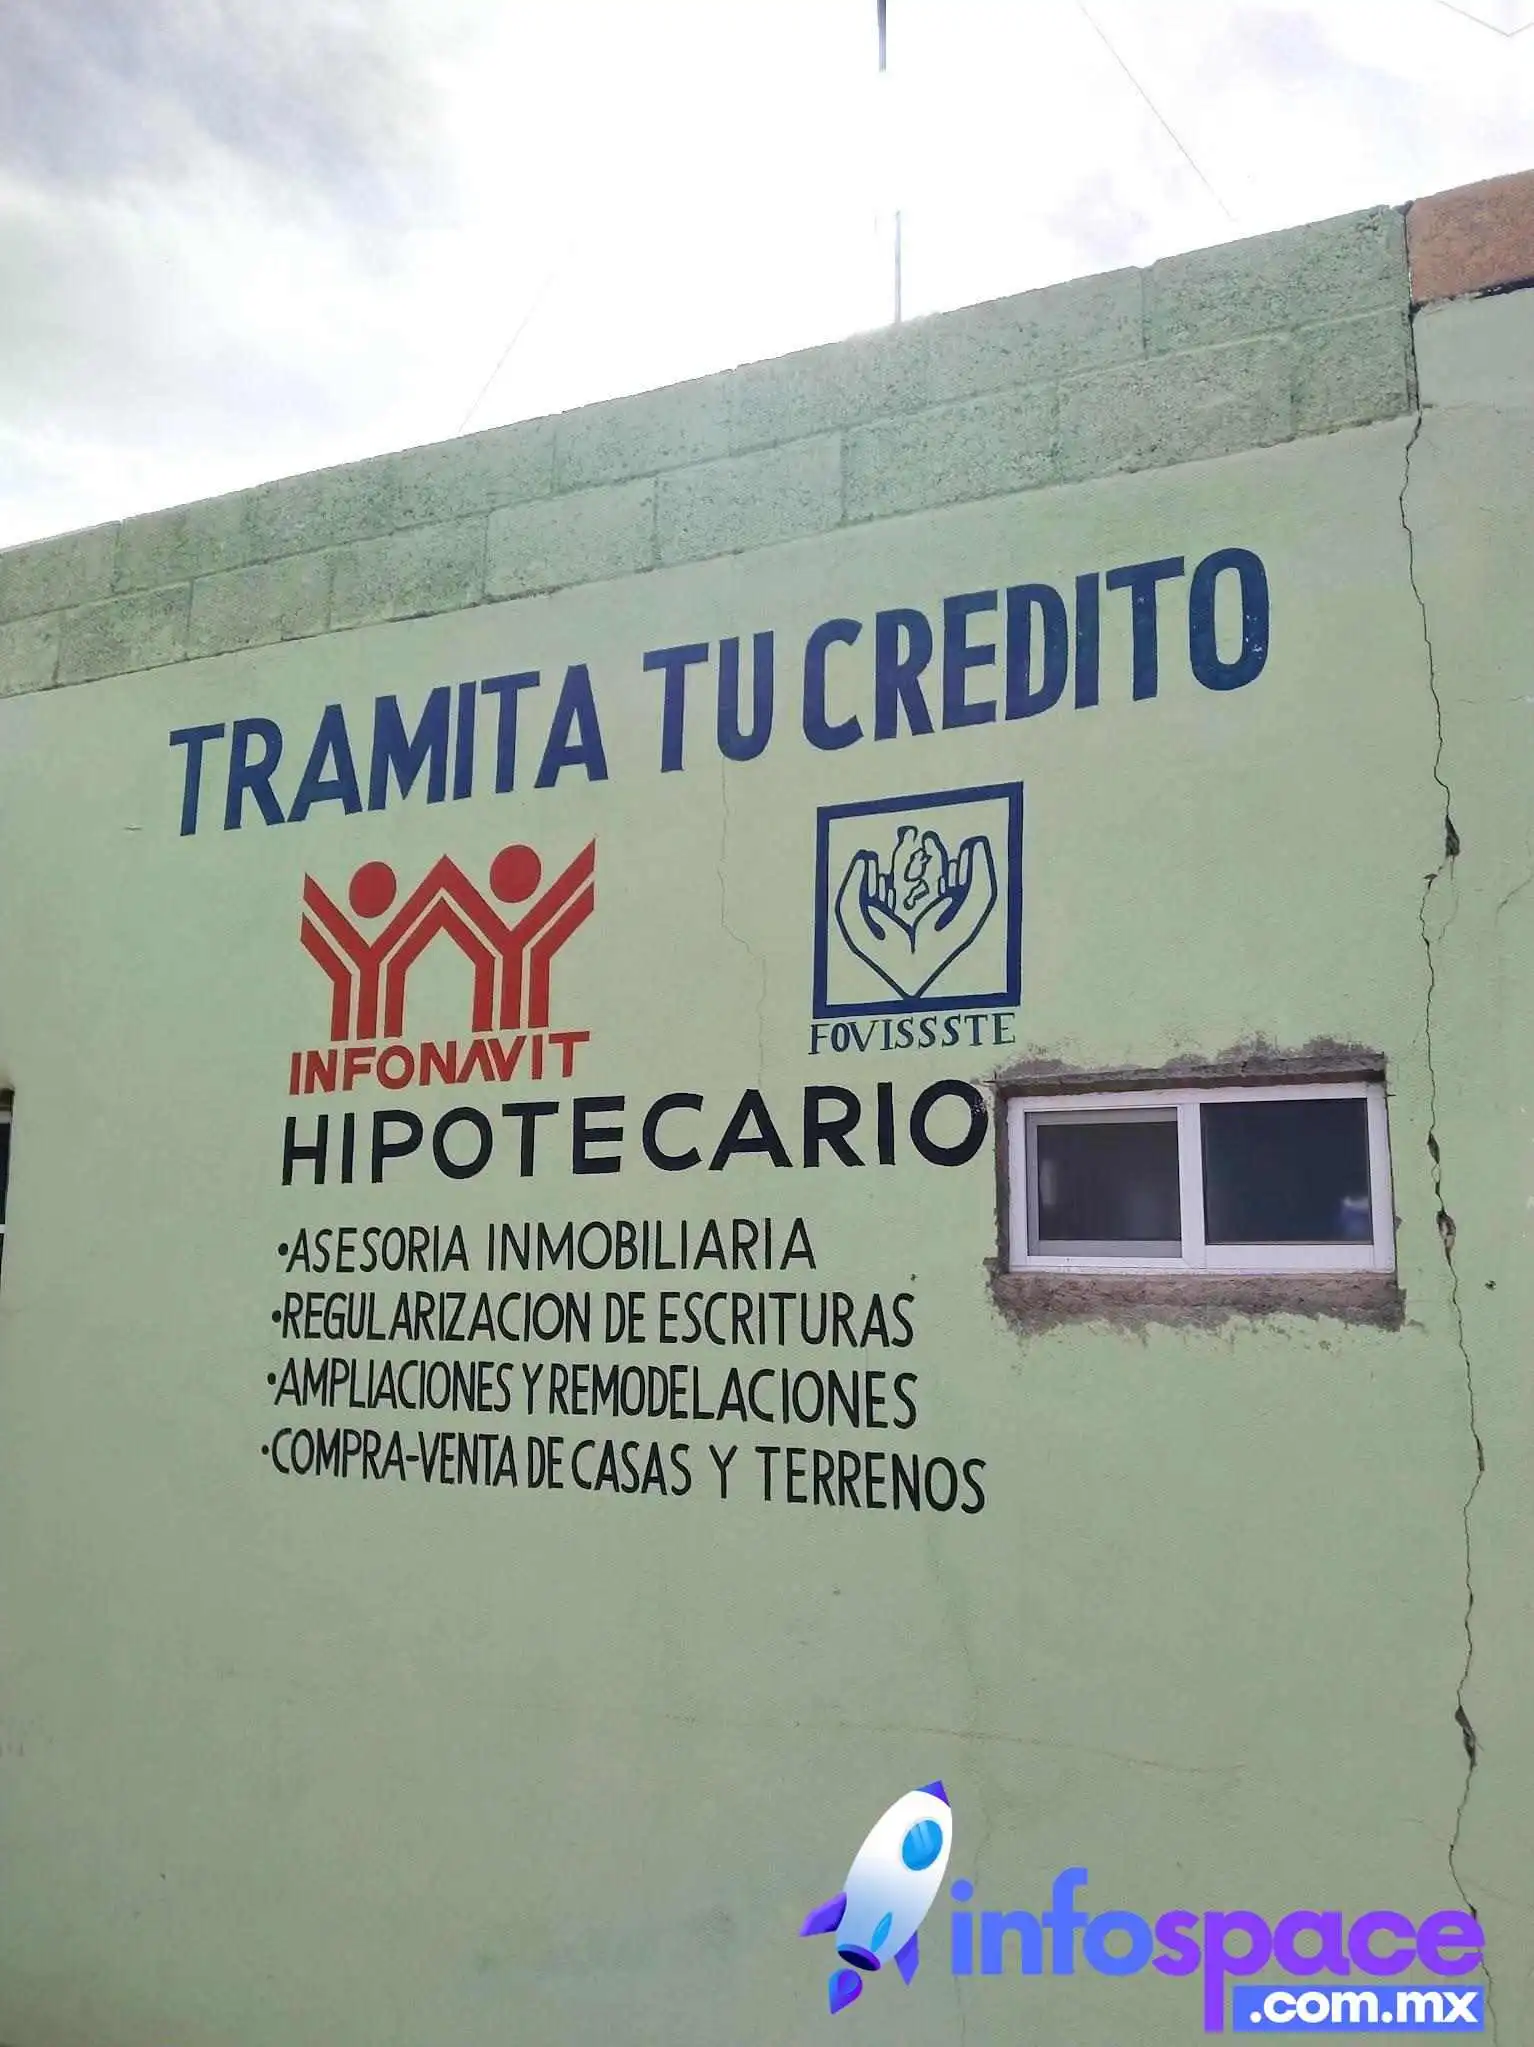 TRAMITA TU CREDITO
INFONAVIT
FOVISSSTE
HIPOTECARIO
•ASESORIA INMOBILIARIA
•REGULARIZACION DE ESCRITURAS
•AMPLIACIONES Y REMODELACIONES
•COMPRA-VENTA DE CASAS Y TERRENOS
infospace
.com.mx